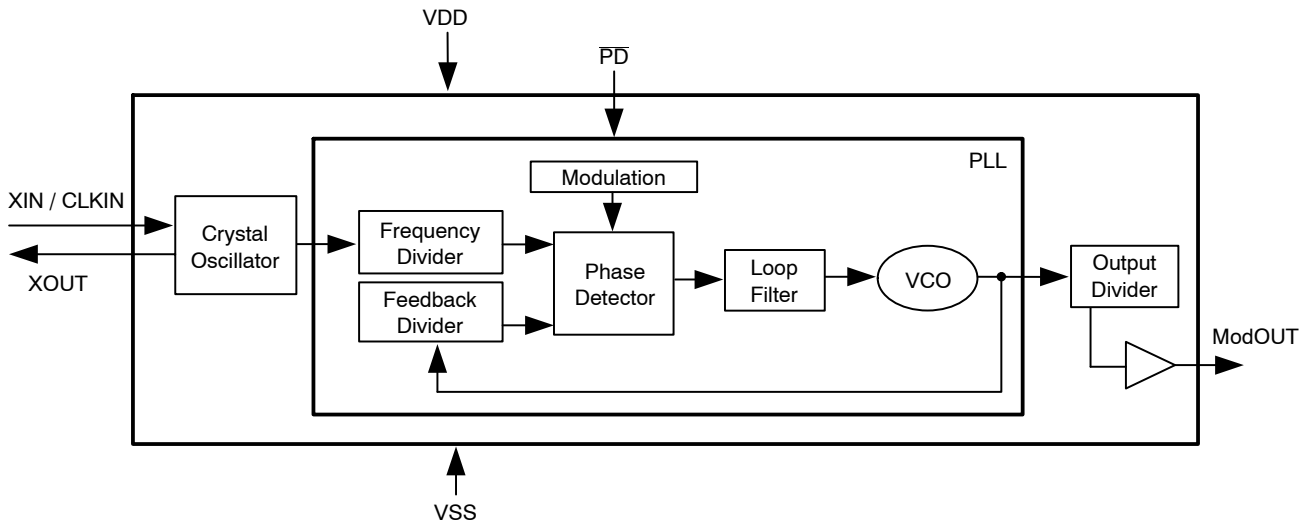 VDD
PD
PLL
Modulation
XIN / CLKIN
XOUT
Crystal
Oscillator
Frequency
Divider
Feedback
Divider
Phase
Detector
Loop
Filter
VCO
Output
Divider
ModOUT
VSS